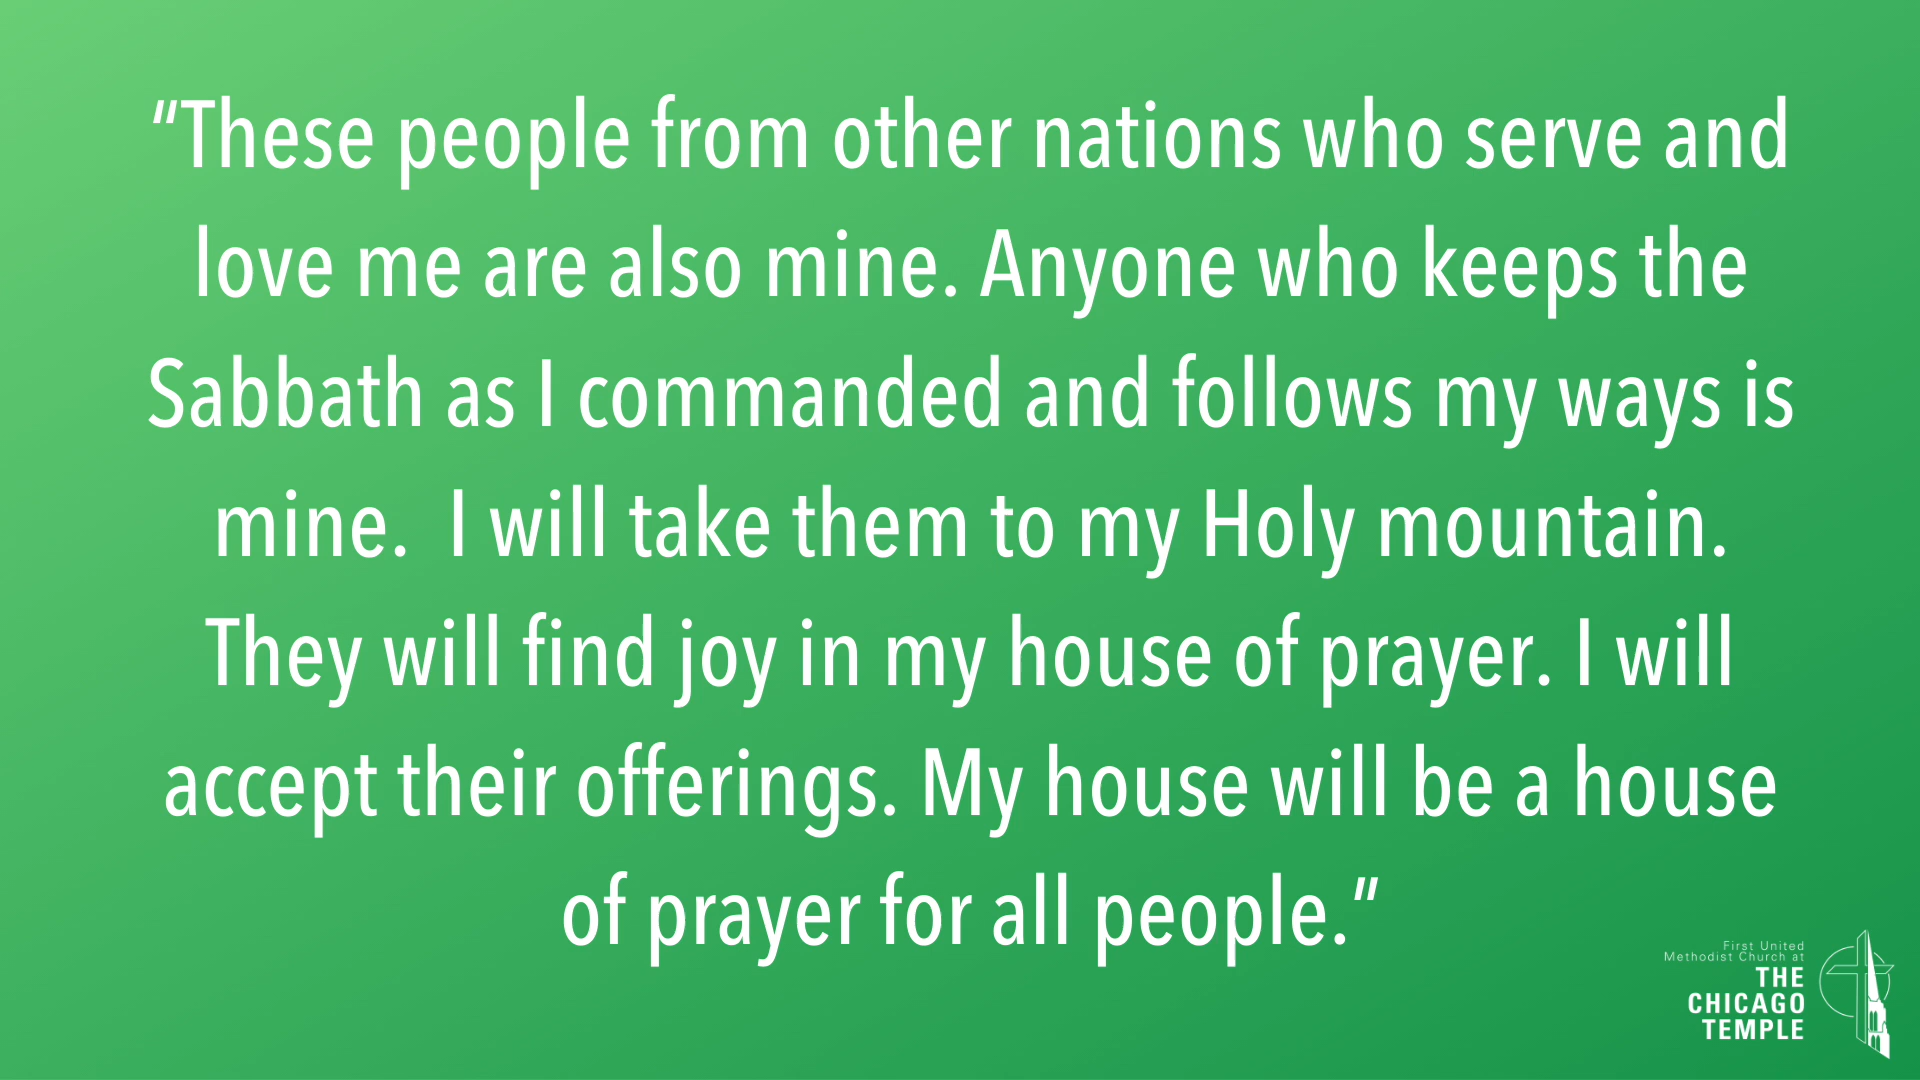 “These people from other nations who serve and
love me are also mine. Anyone who keeps the
Sabbath as I commanded and follows my ways is
mine.  I will take them to my Holy mountain.
They will find joy in my house of prayer. I will
accept their offerings. My house will be a house
of prayer for all people.”
First United
Methodist Church at
THE
CHICAGO
TEMPLE